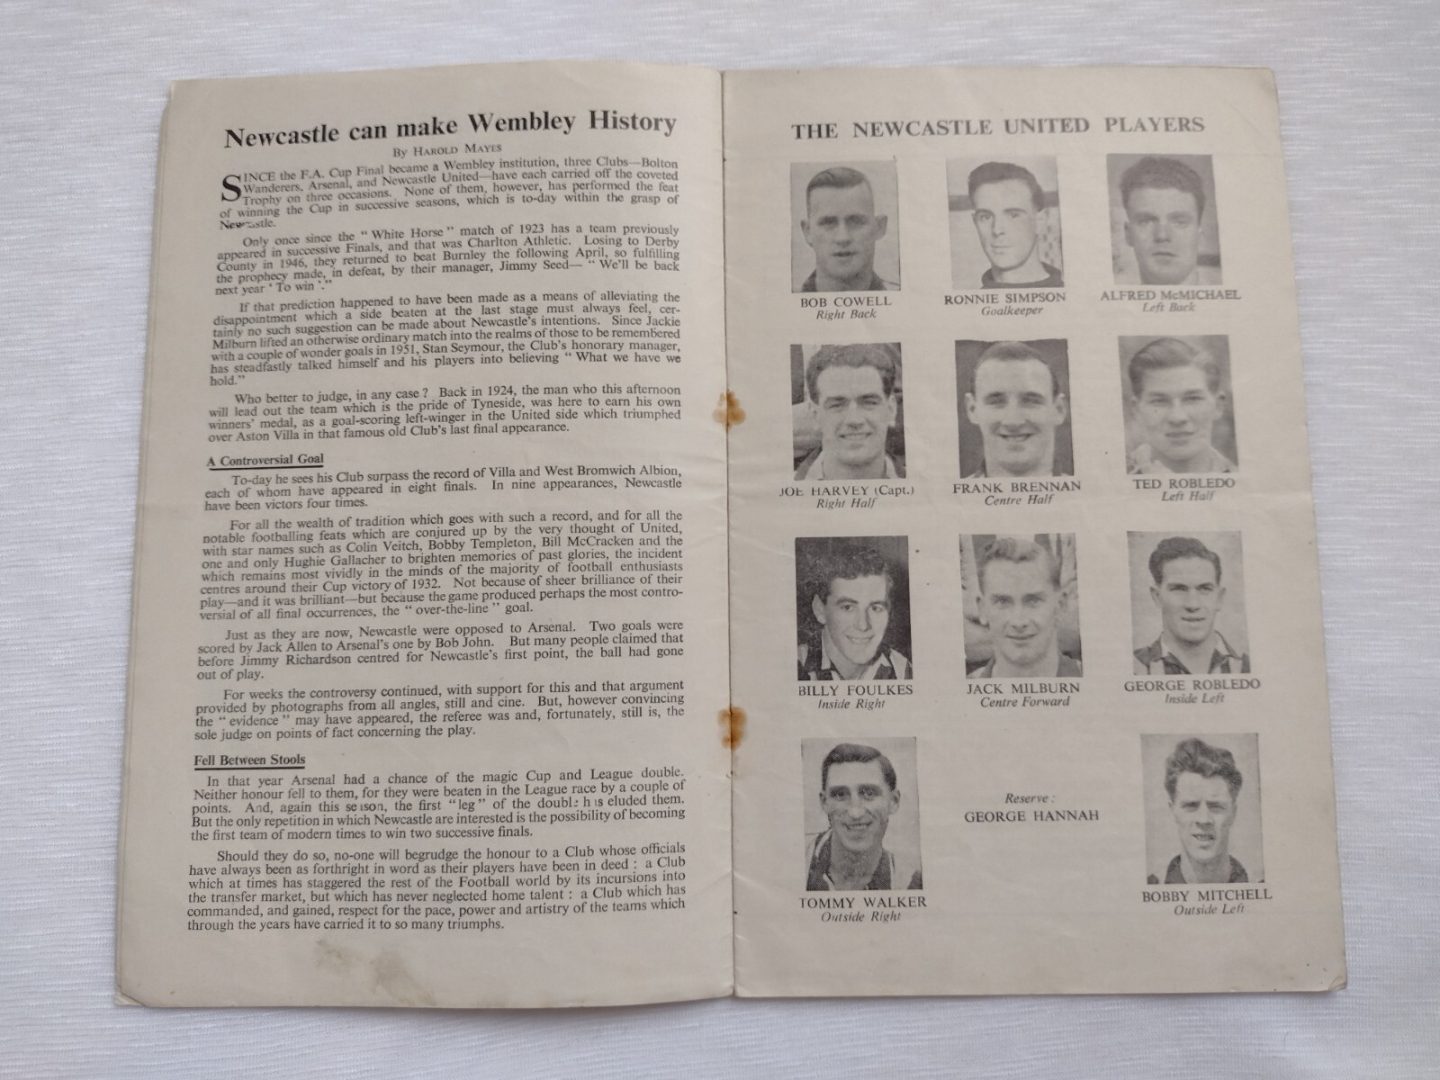 Newcastle can make Wembley History
By HAROLD MAYES
SINCE the F.A. Cup Final became a Wembley institution, three Clubs—Bolton
Wanderers, Arsenal, and Newcastle United—have each carried off the coveted
Trophy on three occasions. None of them, however, has performed the feat
of winning the Cup in successive seasons, which is to-day within the grasp of
Newcastle.
Only once since the " White Horse " match of 1923 has a team previously
appeared in successive Finals, and that was Charlton Athletic. Losing to Derby
County in 1946, they returned to beat Burnley the following April, so fulfilling
the prophecy made, in defeat, by their manager, Jimmy Seed— " We'll be back
next year ' To win '."
If that prediction happened to have been made as a means of alleviating the
disappointment which a side beaten at the last stage must always feel, cer-
tainly no such suggestion can be made about Newcastle's intentions. Since Jackie
Milburn lifted an otherwise ordinary match into the realms of those to be remembered
with a couple of wonder goals in 1951, Stan Seymour, the Club's honorary manager,
has steadfastly talked himself and his players into believing " What we have we
hold."
Who better to judge, in any case ? Back in 1924, the man who this afternoon
will lead out the team which is the pride of Tyneside, was here to earn his own
winners' medal, as a goal-scoring left-winger in the United side which triumphed
over Aston Villa in that famous old Club's last final appearance.
A Controversial Goal
To-day he sees his Club surpass the record of Villa and West Bromwich Albion,
each of whom have appeared in eight finals. In nine appearances, Newcastle
have been victors four times.
For all the wealth of tradition which goes with such a record, and for all the
notable footballing feats which are conjured up by the very thought of United,
with star names such as Colin Veitch, Bobby Templeton, Bill McCracken and the
one and only Hughie Gallacher to brighten memories of past glories, the incident
which remains most vividly in the minds of the majority of football enthusiasts
centres around their Cup victory of 1932. Not because of sheer brilliance of their
play—and it was brilliant—but because the game produced perhaps the most contro-
versial of all final occurrences, the " over-the-line " goal.
Just as they are now, Newcastle were opposed to Arsenal. Two goals were
scored by Jack Allen to Arsenal's one by Bob John. But many people claimed that
before Jimmy Richardson centred for Newcastle's first point, the ball had gone
out of play.
For weeks the controversy continued, with support for this and that argument
provided by photographs from all angles, still and cine. But, however convincing
the " evidence " may have appeared, the referee was and, fortunately, still is, the
sole judge on points of fact concerning the play.
Fell Between Stools
In that year Arsenal had a chance of the magic Cup and League double.
Neither honour fell to them, for they were beaten in the League race by a couple of
points. And, again this season, the first "leg" of the double has eluded them.
But the only repetition in which Newcastle are interested is the possibility of becoming
the first team of modern times to win two successive finals.
Should they do so, no-one will begrudge the honour to a Club whose officials
have always been as forthright in word as their players have been in deed : a Club
which at times has staggered the rest of the Football world by its incursions into
the transfer market, but which has never neglected home talent : a Club which has
commanded, and gained, respect for the pace, power and artistry of the teams which
through the years have carried it to so many triumphs.
THE NEWCASTLE UNITED PLAYERS
BOB COWELL
Right Back
RONNIE SIMPSON
Goalkeeper
ALFRED McMICHAEL
Left Back
JOE HARVEY (Capt.)
Right Half
FRANK BRENNAN
Centre Half
TED ROBLEDO
Left Half
BILLY FOULKES
Inside Right
JACK MILBURN
Centre Forward
GEORGE ROBLEDO
Inside Left
TOMMY WALKER
Outside Right
Reserve :
GEORGE HANNAH
BOBBY MITCHELL
Outside Left